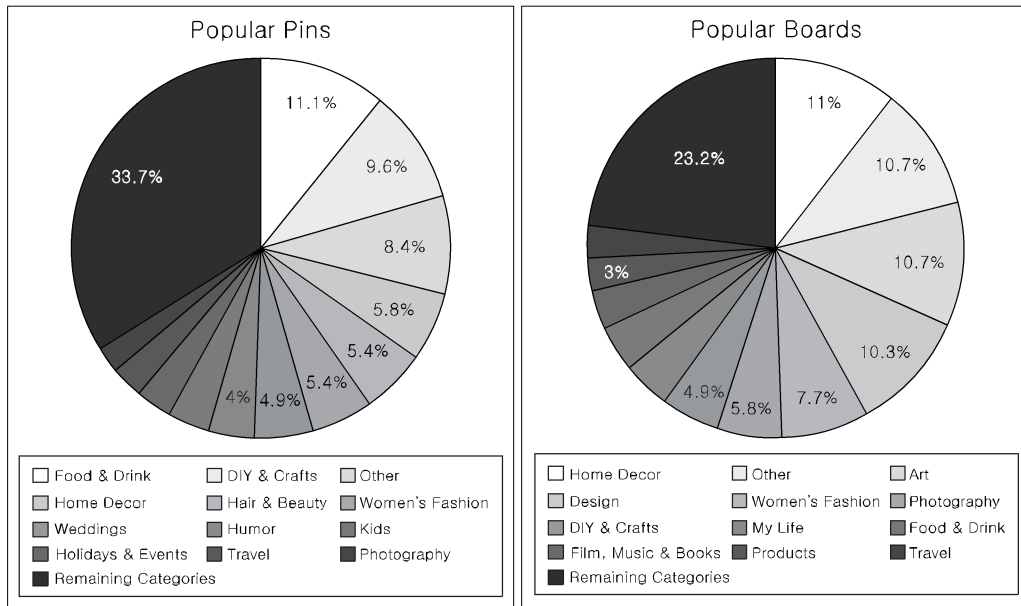 Popular Pins
11.1%
9.6%
8.4%
5.8%
5.4%
5.4%
4.9%
4%
33.7%
Food & Drink DIY & Crafts Other
Home Decor Hair & Beauty Women's Fashion
Weddings Humor Kids
Holidays & Events Travel Photography
Remaining Categories
Popular Boards
11%
10.7%
10.7%
10.3%
7.7%
5.8%
4.9%
3%
23.2%
Home Decor Other Art
Design Women's Fashion Photography
DIY & Crafts My Life Food & Drink
Film, Music & Books Products Travel
Remaining Categories